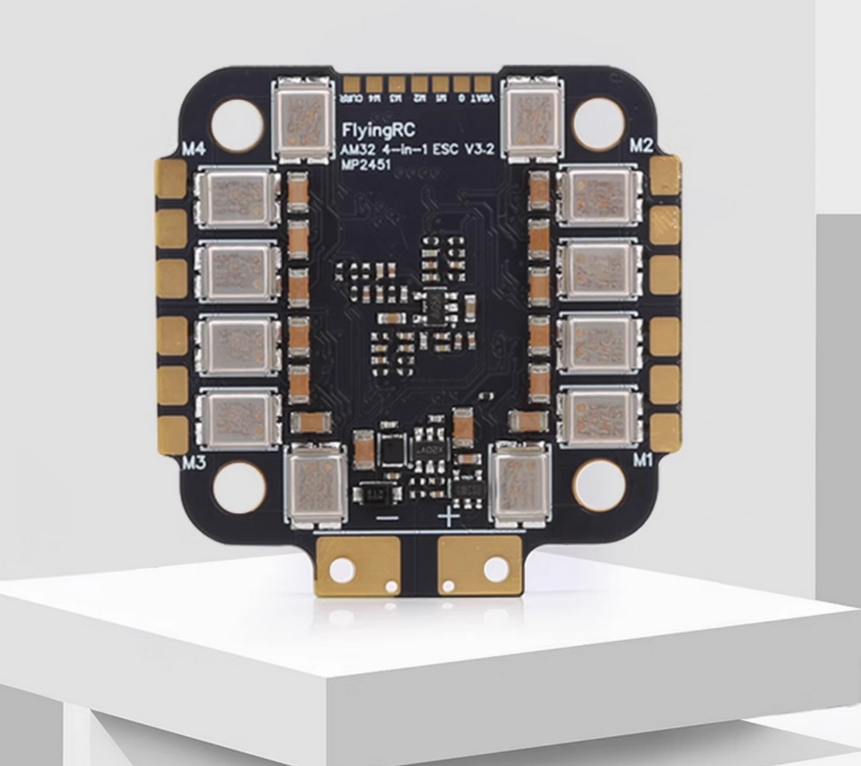 CURR M4 M3 M2 M1 G VBAT
FlyingRC
AM32 4-in-1 ESC V3.2
MP2451
M4
M2
M3
M1
- +